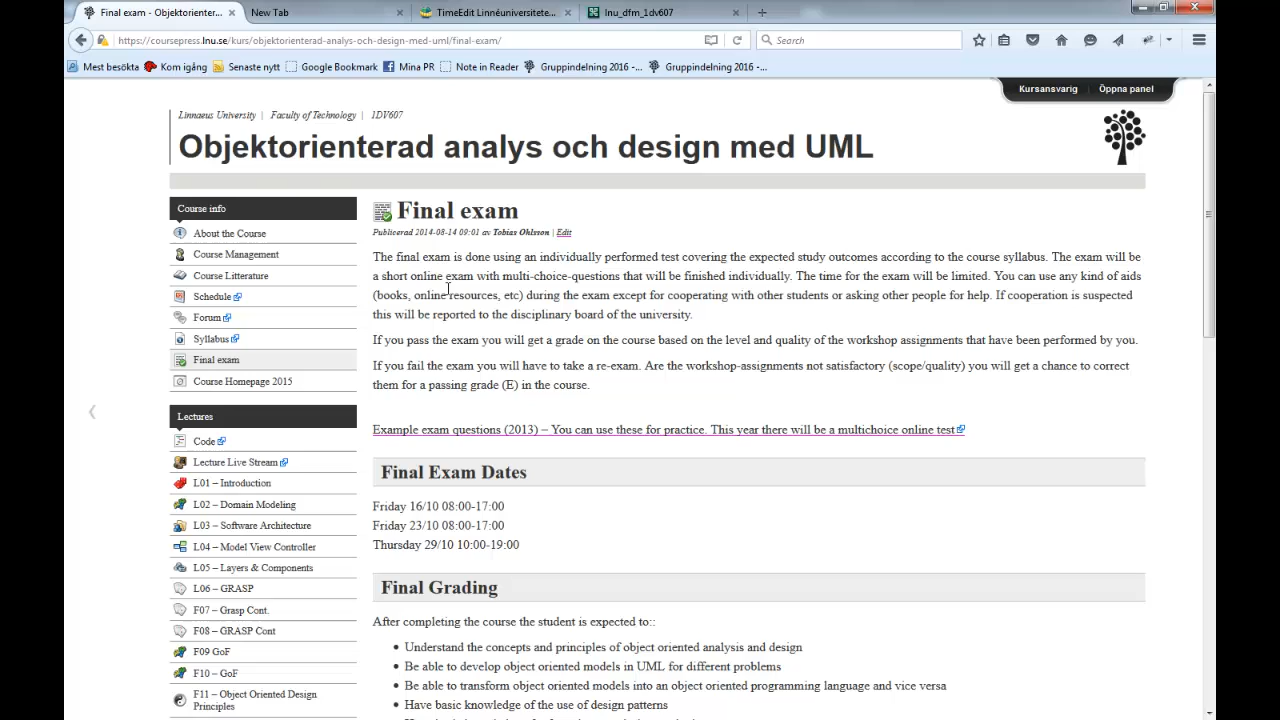 Final exam - Objektorienter...
New Tab
TimeEdit Linnéuniversitete...
lnu_dfm_1dv607
https://coursepress.lnu.se/kurs/objektorienterad-analys-och-design-med-uml/final-exam/
Search
Mest besökta
Kom igång
Senaste nytt
Google Bookmark
Mina PR
Note in Reader
Gruppindelning 2016 -...
Gruppindelning 2016 -...
Kursansvarig
Öppna panel
Linnaeus University | Faculty of Technology | 1DV607
Objektorienterad analys och design med UML
Course info
About the Course
Course Management
Course Litterature
Schedule
Forum
Syllabus
Final exam
Course Homepage 2015
Lectures
Code
Lecture Live Stream
L01 – Introduction
L02 – Domain Modeling
L03 – Software Architecture
L04 – Model View Controller
L05 – Layers & Components
L06 – GRASP
F07 – Grasp Cont.
F08 – GRASP Cont
F09 GoF
F10 – GoF
F11 – Object Oriented Design
Principles
Final exam
Publicerad 2014-08-14 09:01 av Tobias Ohlsson | Edit
The final exam is done using an individually performed test covering the expected study outcomes according to the course syllabus. The exam will be
a short online exam with multi-choice-questions that will be finished individually. The time for the exam will be limited. You can use any kind of aids
(books, online resources, etc) during the exam except for cooperating with other students or asking other people for help. If cooperation is suspected
this will be reported to the disciplinary board of the university.
If you pass the exam you will get a grade on the course based on the level and quality of the workshop assignments that have been performed by you.
If you fail the exam you will have to take a re-exam. Are the workshop-assignments not satisfactory (scope/quality) you will get a chance to correct
them for a passing grade (E) in the course.
Example exam questions (2013) – You can use these for practice. This year there will be a multichoice online test
Final Exam Dates
Friday 16/10 08:00-17:00
Friday 23/10 08:00-17:00
Thursday 29/10 10:00-19:00
Final Grading
After completing the course the student is expected to::
Understand the concepts and principles of object oriented analysis and design
Be able to develop object oriented models in UML for different problems
Be able to transform object oriented models into an object oriented programming language and vice versa
Have basic knowledge of the use of design patterns